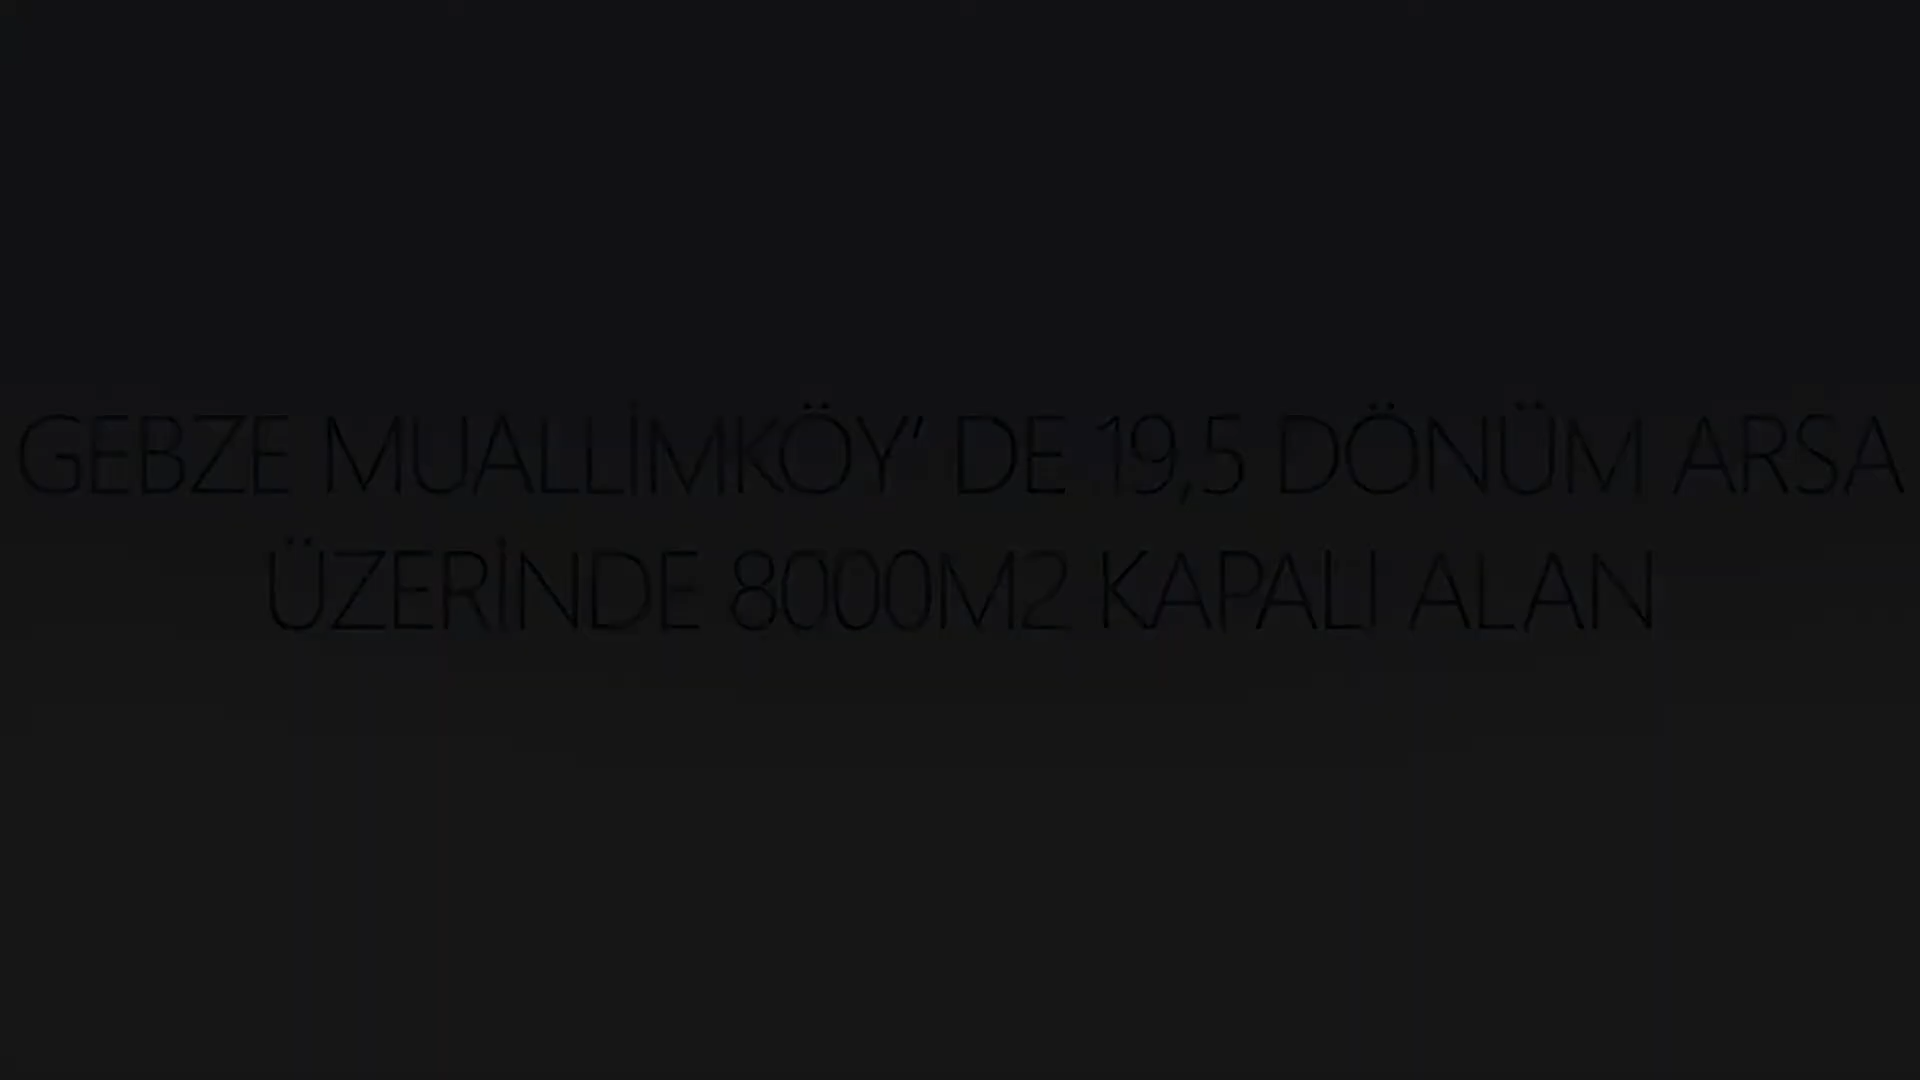 GEBZE MUALLİMKÖY' DE 19,5 DÖNÜM ARSA
ÜZERİNDE 8000M2 KAPALI ALAN